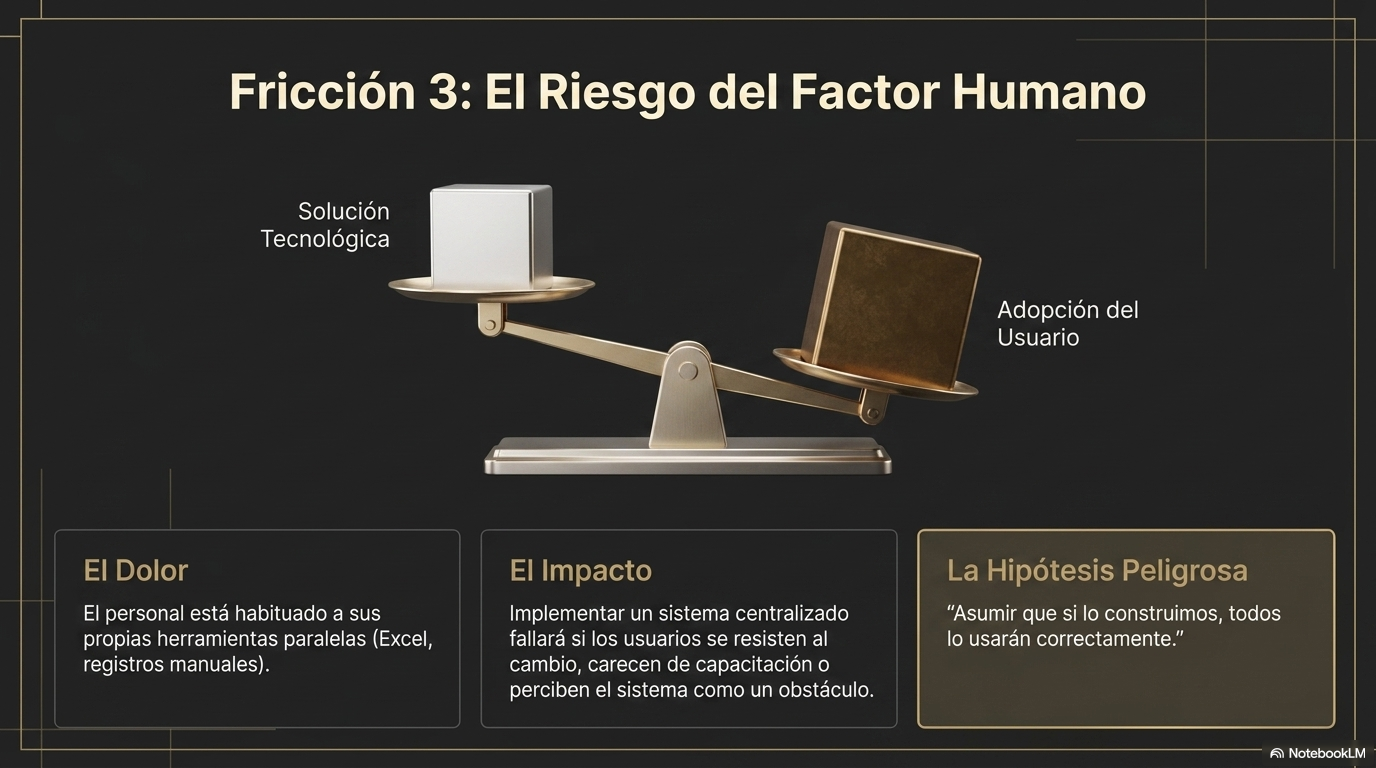 Fricción 3: El Riesgo del Factor Humano
Solución
Tecnológica
Adopción del
Usuario
El Dolor
El personal está habituado a sus
propias herramientas paralelas (Excel,
registros manuales).
El Impacto
Implementar un sistema centralizado
fallará si los usuarios se resisten al
cambio, carecen de capacitación o
perciben el sistema como un obstáculo.
La Hipótesis Peligrosa
“Asumir que si lo construimos, todos
lo usarán correctamente.”
NotebookLM